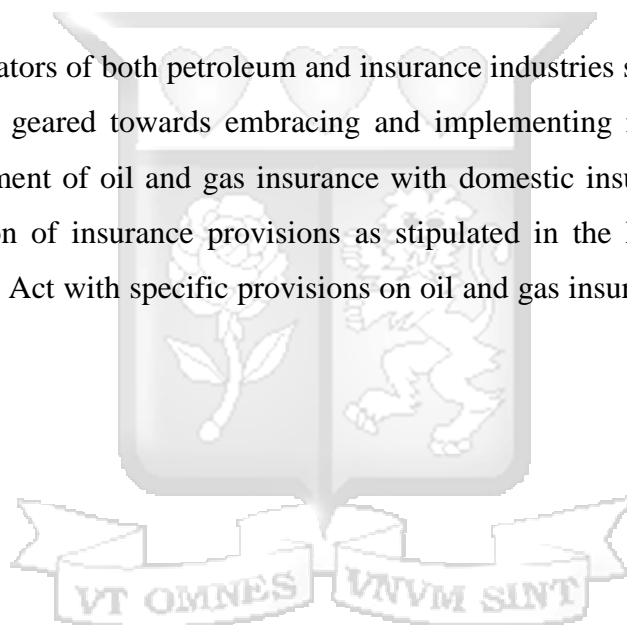 ators of both petroleum and insurance industries s
geared towards embracing and implementing
ment of oil and gas insurance with domestic insu
on of insurance provisions as stipulated in the
Act with specific provisions on oil and gas insur
VT OMNES VNVM SINT